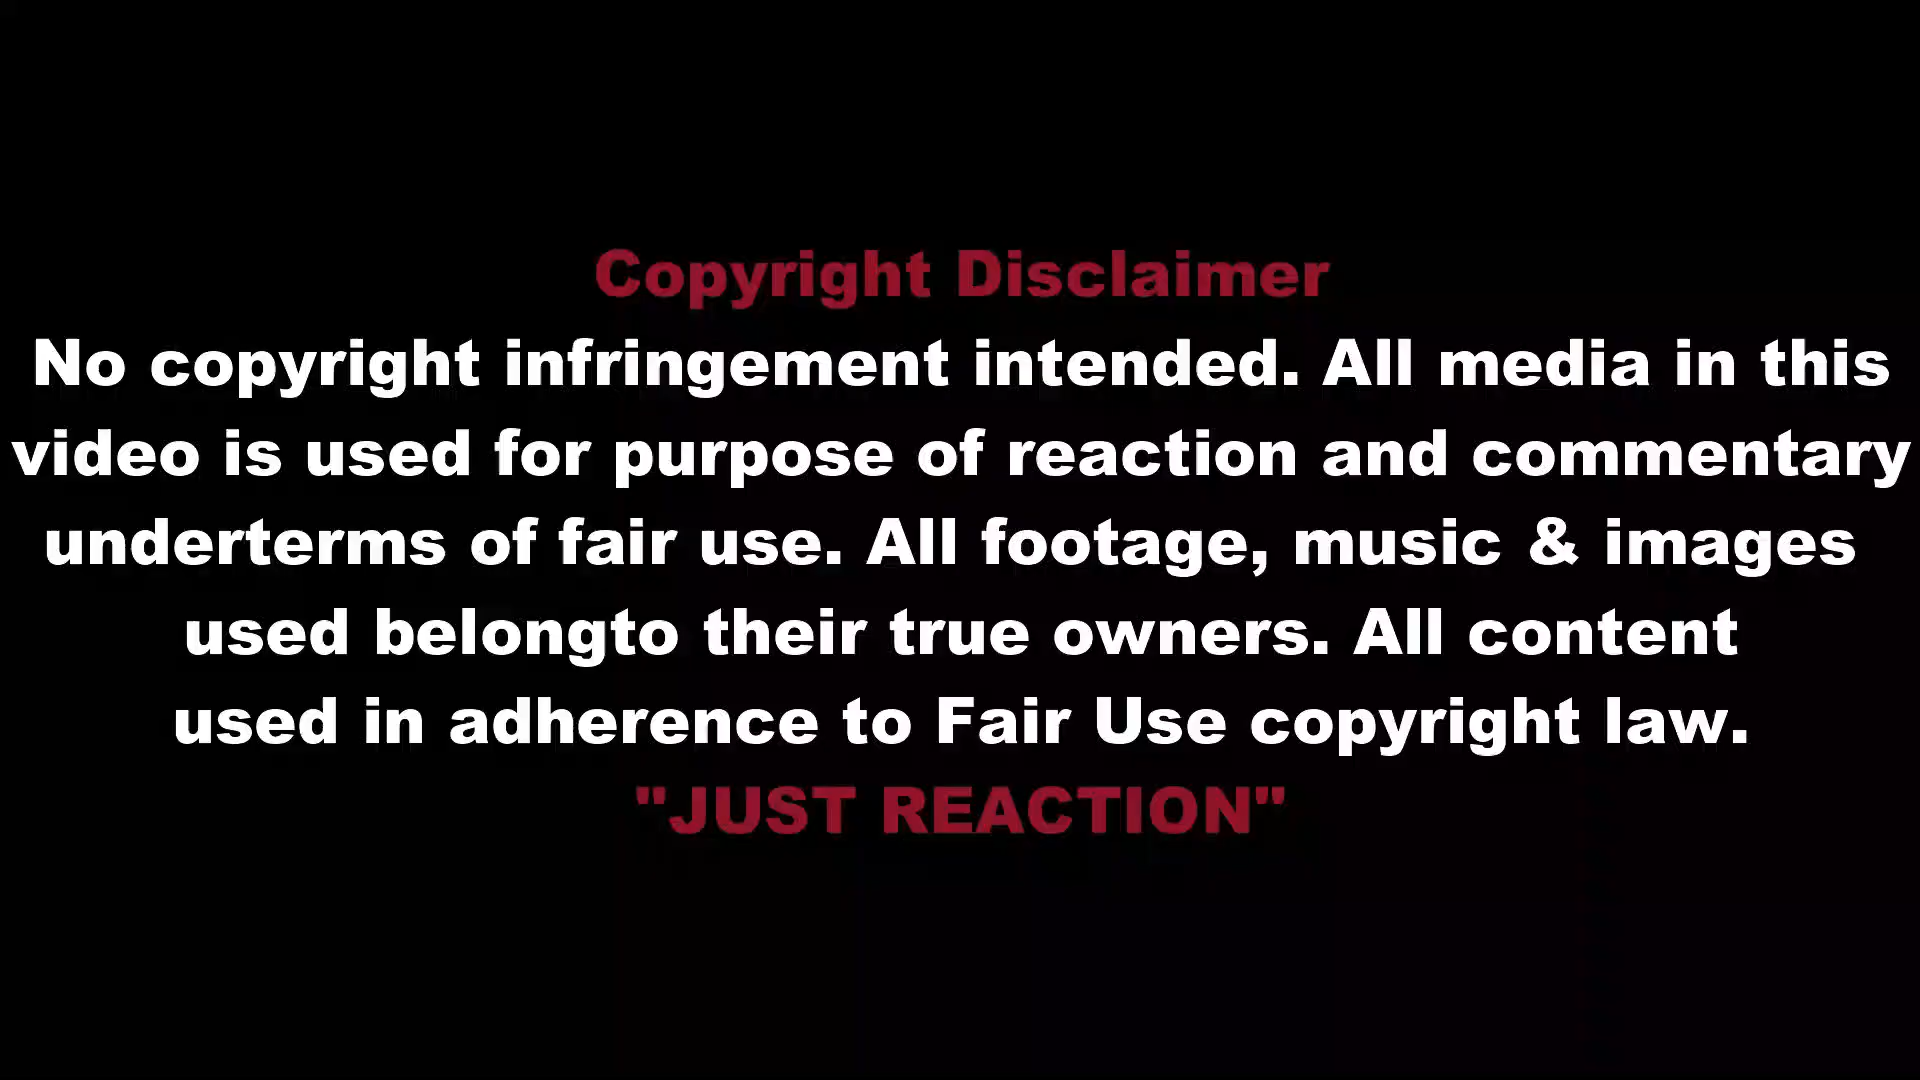 Copyright Disclaimer
No copyright infringement intended. All media in this
video is used for purpose of reaction and commentary
underterms of fair use. All footage, music & images
used belongto their true owners. All content
used in adherence to Fair Use copyright law.
"JUST REACTION"